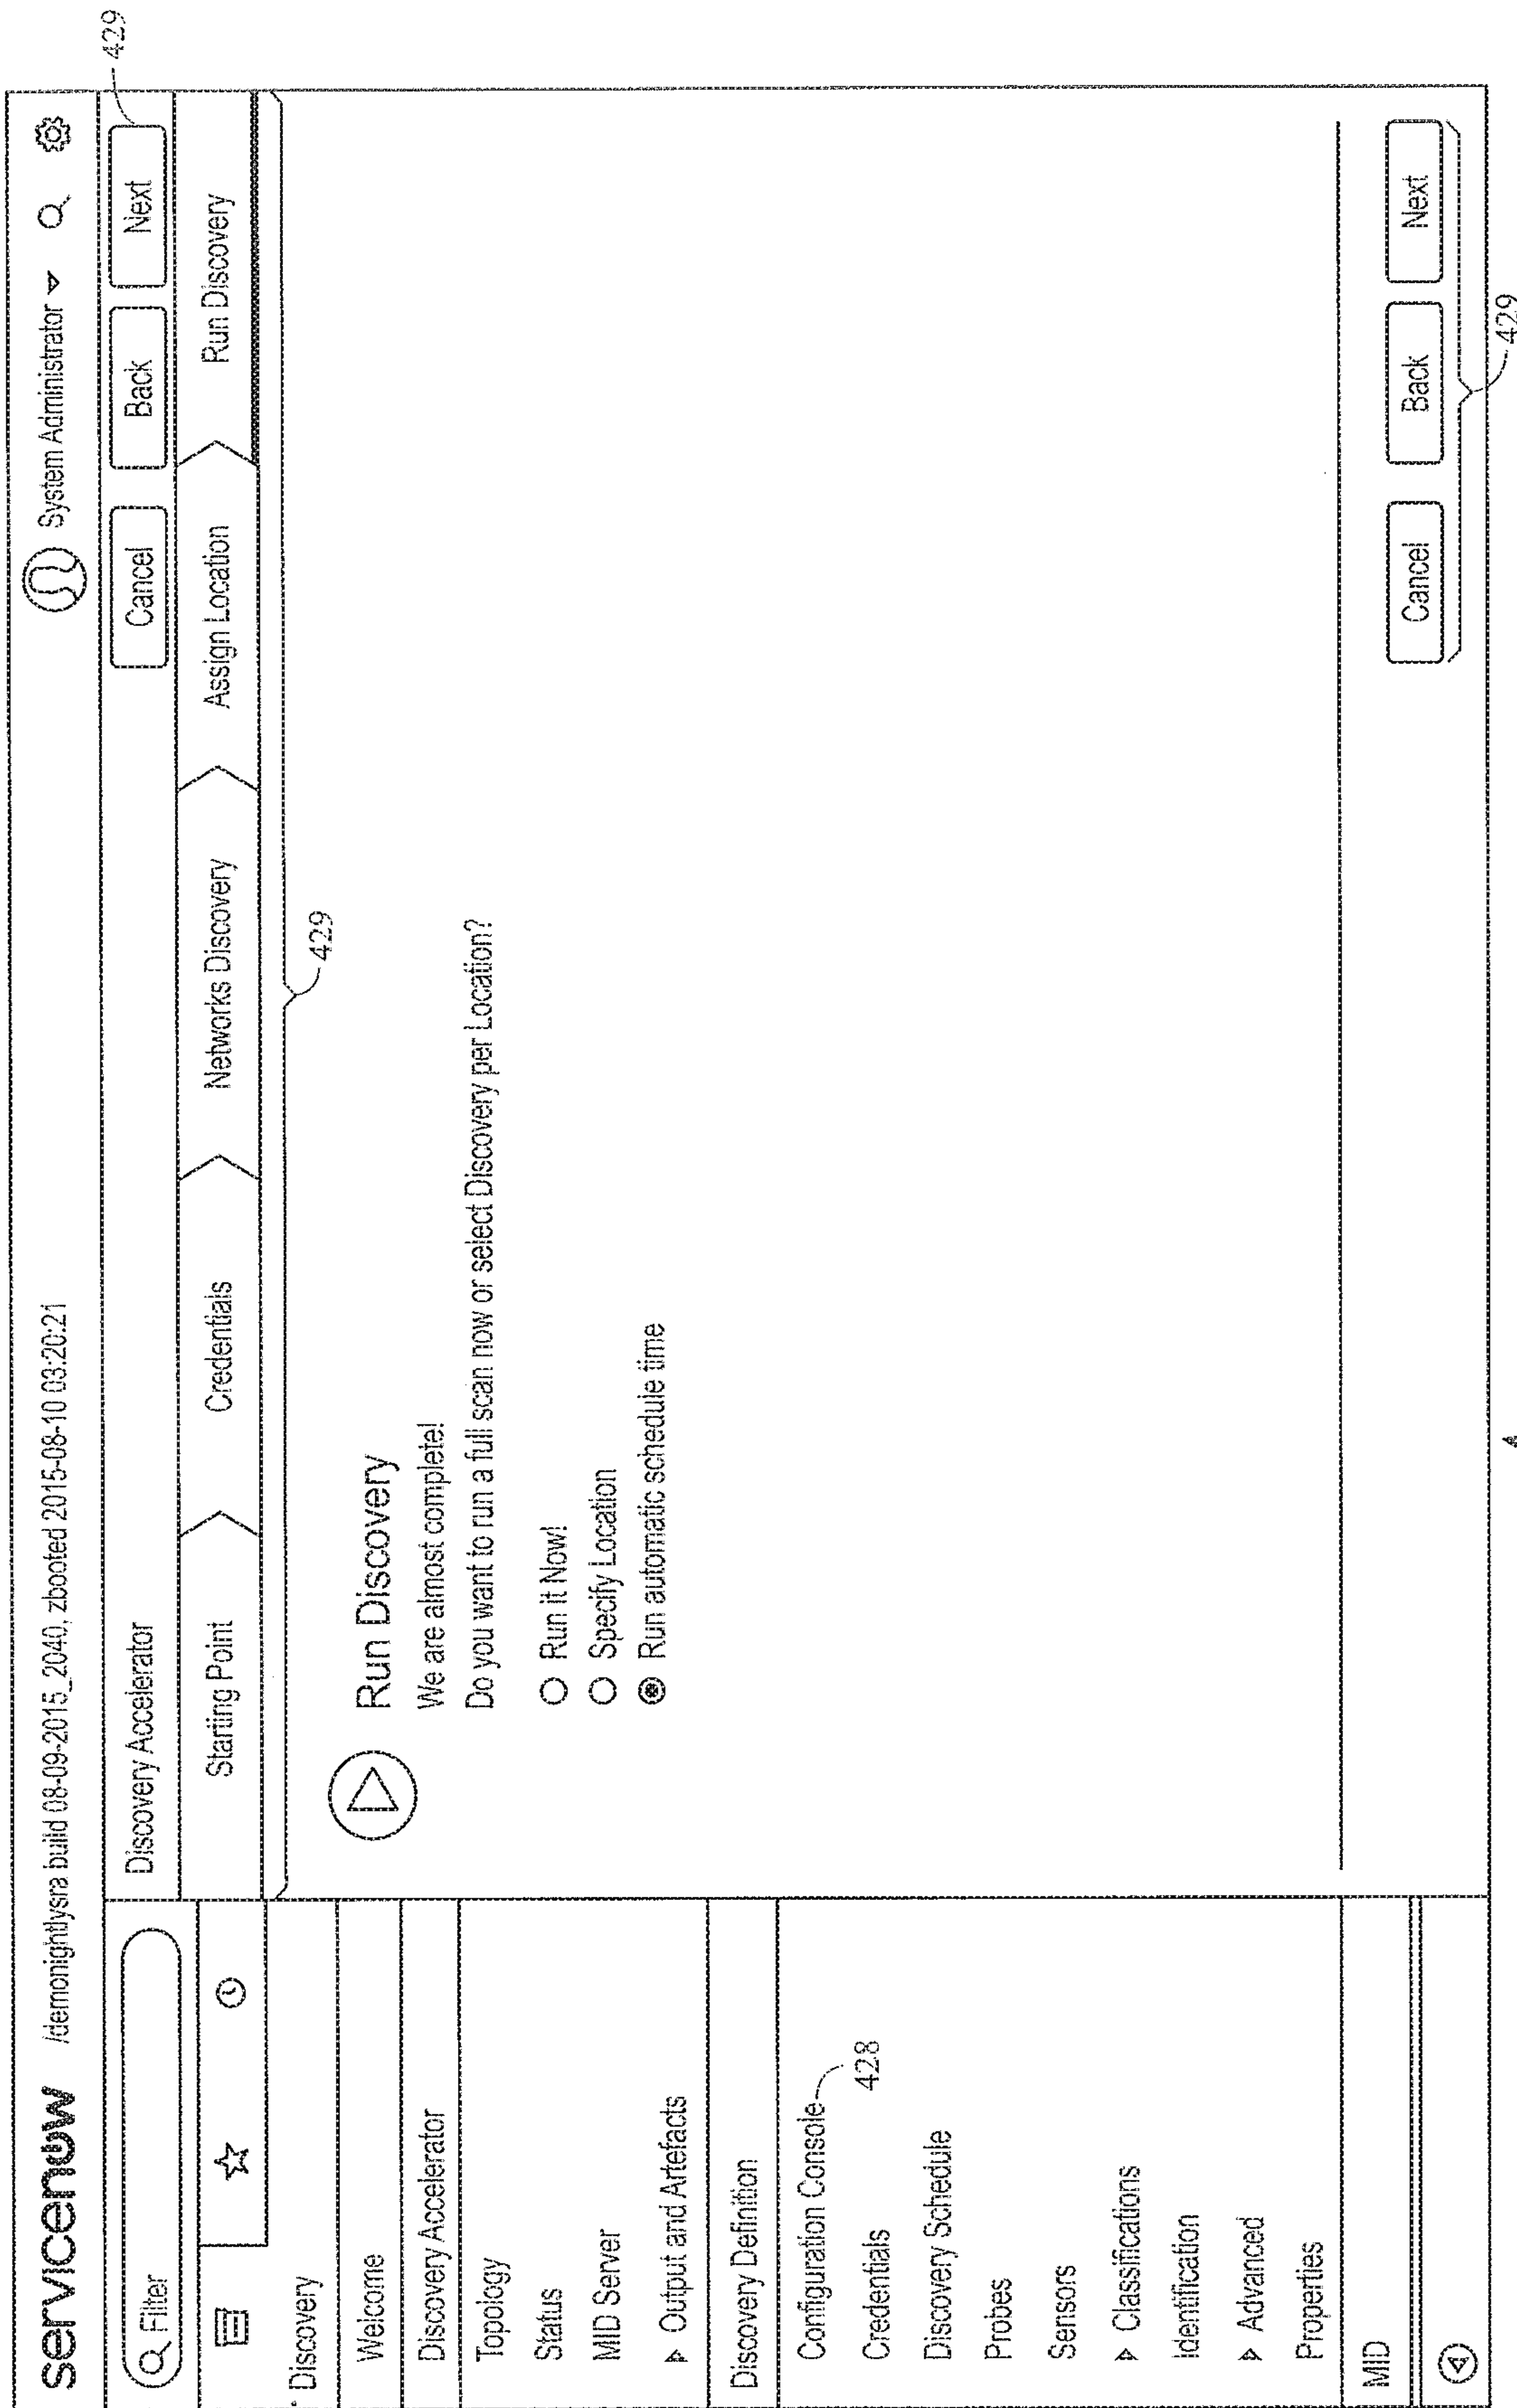 servicenow /demonightlysra build 08-09-2015_2040, zbooted 2015-08-10 03:20:21 System Administrator
Filter
Discovery Accelerator Cancel Back Next 429
Starting Point Credentials Networks Discovery Assign Location Run Discovery
429
Discovery
Welcome
Discovery Accelerator
Topology
Status
MID Server
Output and Artefacts
Discovery Definition
Configuration Console 428
Credentials
Discovery Schedule
Probes
Sensors
Classifications
Identification
Advanced
Properties
MID
Run Discovery
We are almost complete!
Do you want to run a full scan now or select Discovery per Location?
Run it Now!
Specify Location
Run automatic schedule time
Cancel Back Next
429